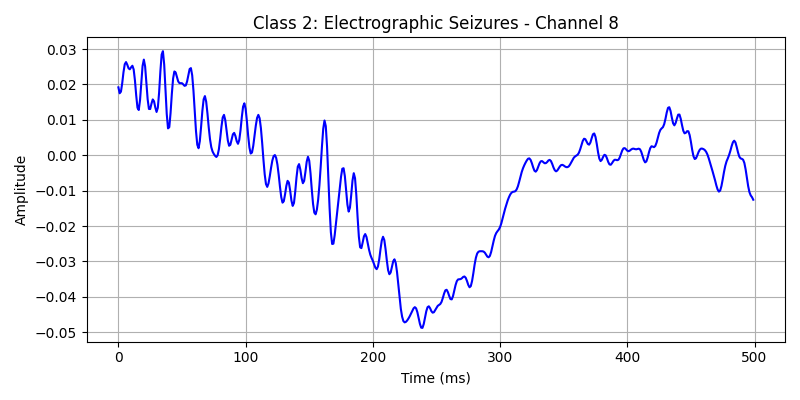 Class 2: Electrographic Seizures - Channel 8
Amplitude
0.03
0.02
0.01
0.00
−0.01
−0.02
−0.03
−0.04
−0.05
0 100 200 300 400 500
Time (ms)